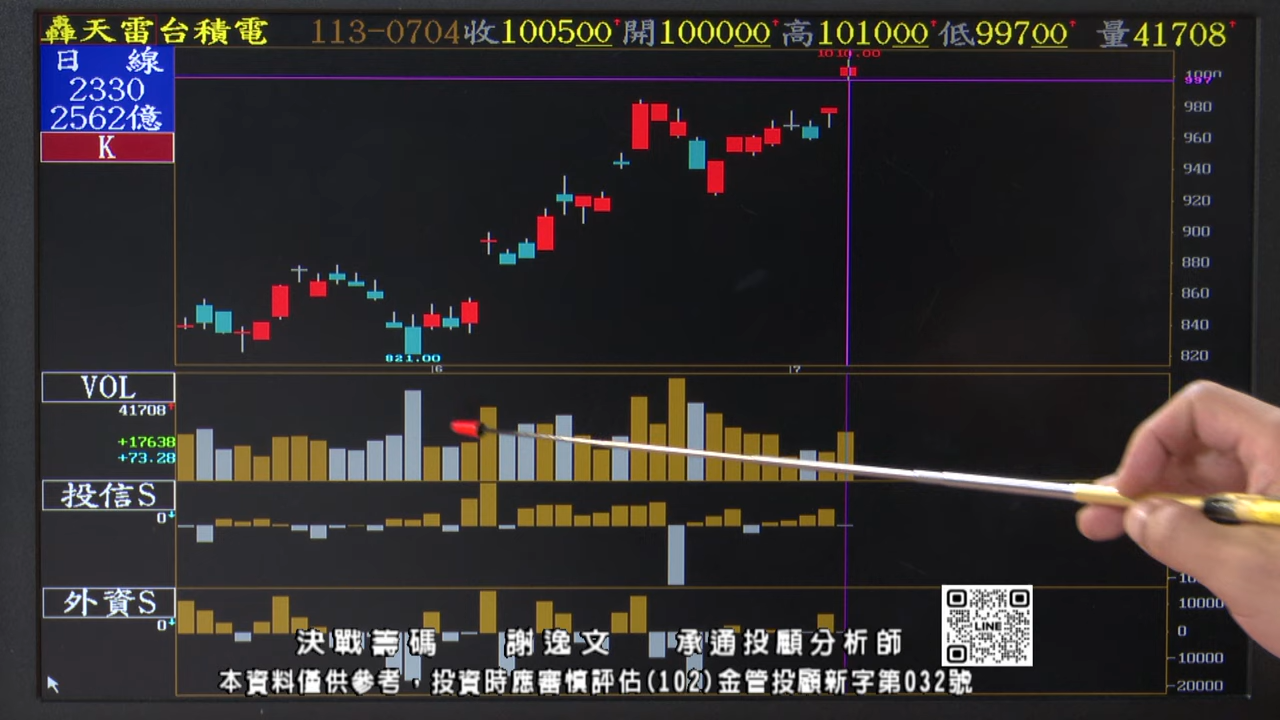 轟天雷台積電 113-0704收100500↑開100000↑高101000↑低99700↑ 量41708↑
日 線
2330
2562億
K
1010.00
1000
997
980
960
940
920
900
880
860
840
820
821.00
6
7
VOL
41708↑
+17638
+73.28
投信S
0↓
外資S
0↓
10000
0
-10000
-20000
LINE
決戰籌碼 謝逸文 承通投顧分析師
本資料僅供參考，投資時應審慎評估(102)金管投顧新字第032號